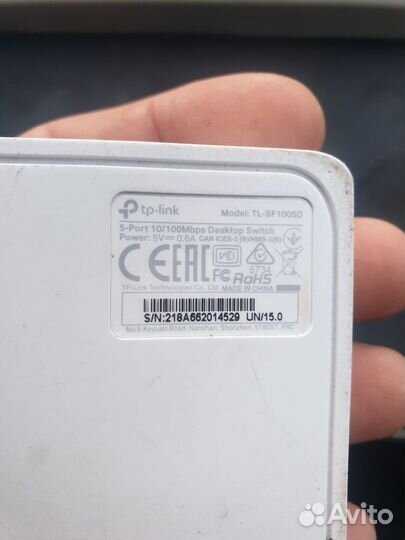 tp-link Model: TL-SF1005D
5-Port 10/100Mbps Desktop Switch
Power: 5V⎓0.6A CAN ICES-3 (B)/NMB-3(B)
CE EAC VCI FC RoHS 5734
TP-Link Technologies Co., Ltd. MADE IN CHINA
S/N:218A662014529 UN/15.0
No.5 Keyuan Road, Nanshan, Shenzhen, 518057, PRC
Avito